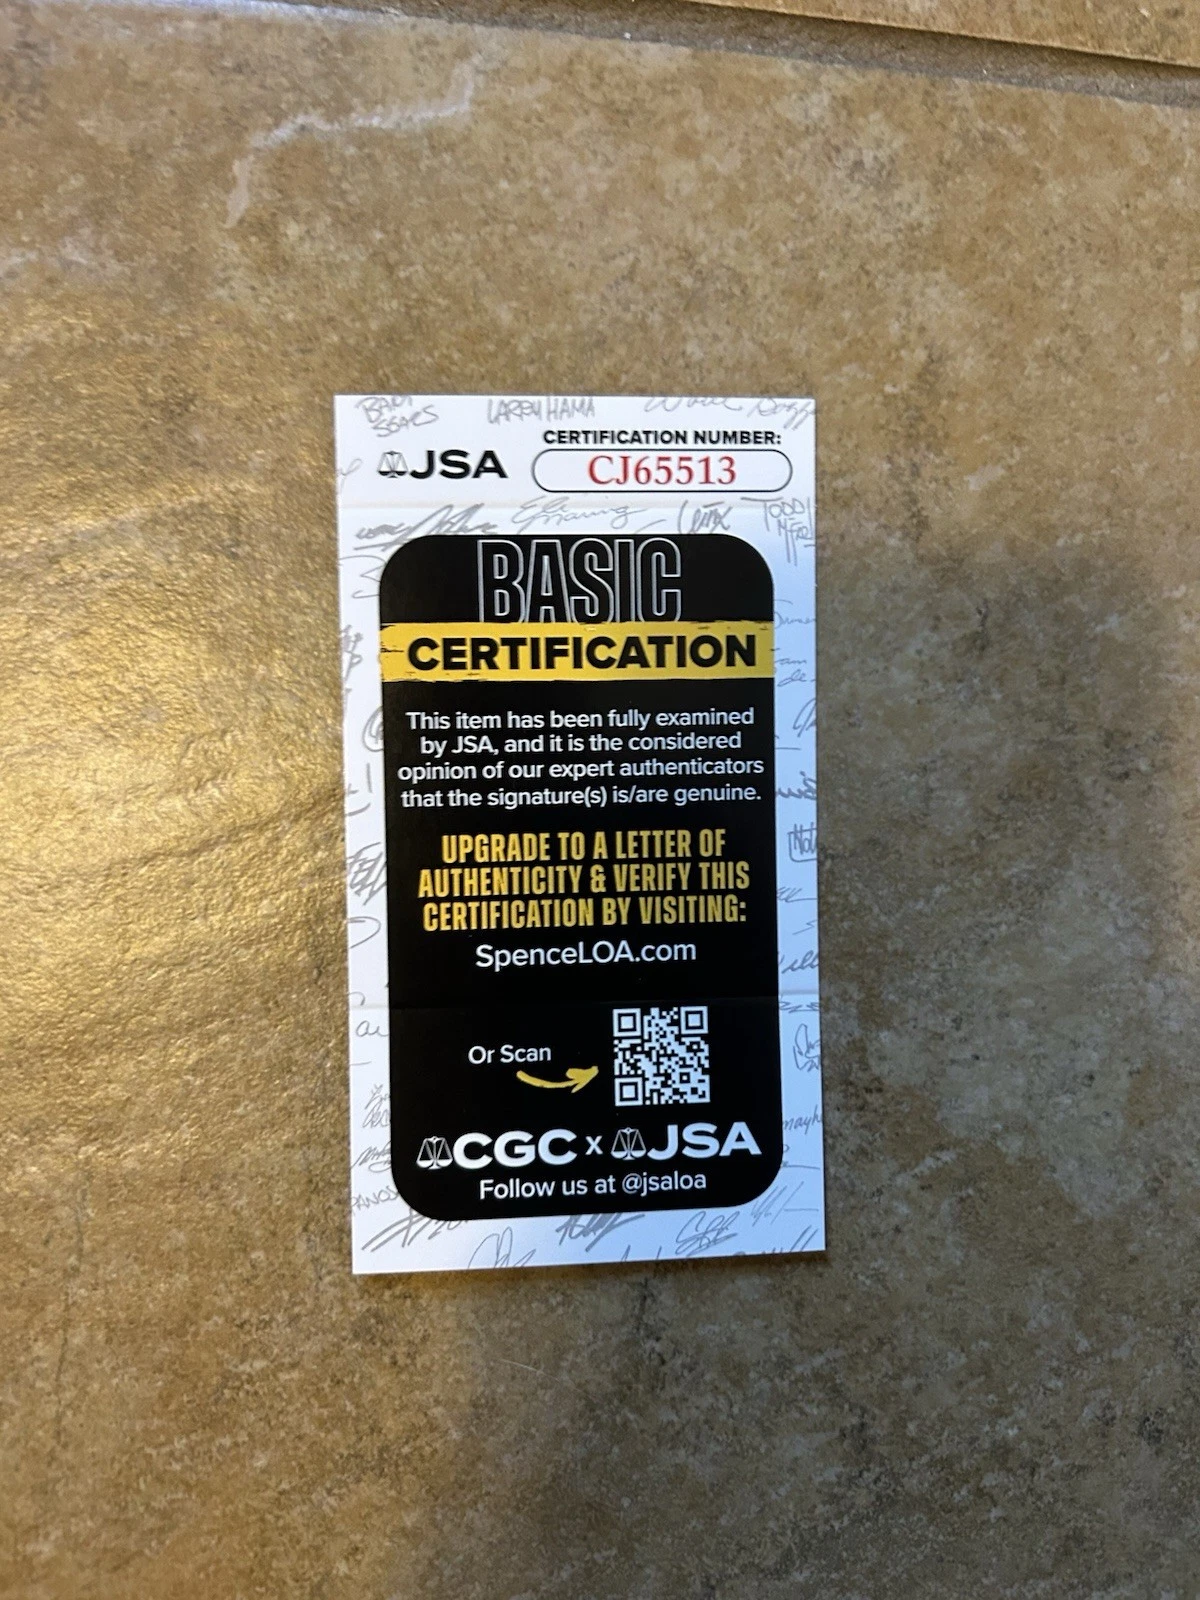 BAM
LARRY HAMA
CERTIFICATION NUMBER:
JSA
CJ65513
TODD
BASIC
CERTIFICATION
This item has been fully examined
by JSA, and it is the considered
opinion of our expert authenticators
that the signature(s) is/are genuine.
UPGRADE TO A LETTER OF
AUTHENTICITY & VERIFY THIS
CERTIFICATION BY VISITING:
SpenceLOA.com
Or Scan
CGC x JSA
Follow us at @jsaloa